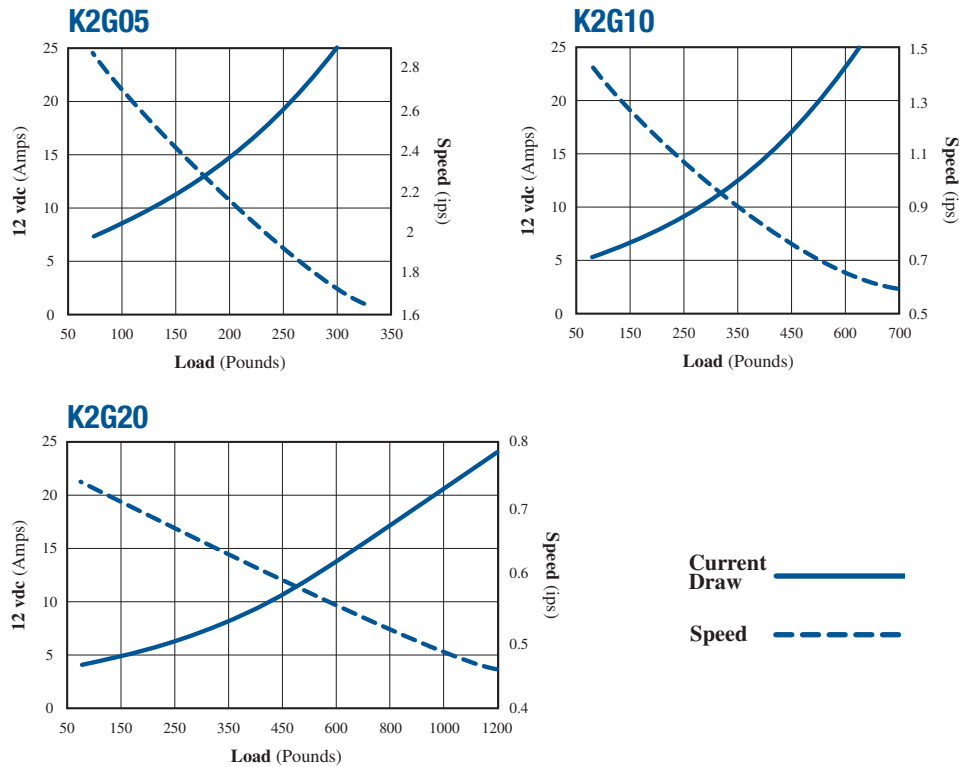 K2G05
25
20
15
10
5
0
12 vdc (Amps)
2.8
2.6
2.4
2.2
2
1.8
1.6
Speed (ips)
50 100 150 200 250 300 350
Load (Pounds)
K2G10
25
20
15
10
5
0
12 vdc (Amps)
1.5
1.3
1.1
0.9
0.7
0.5
Speed (ips)
50 150 250 350 450 600 700
Load (Pounds)
K2G20
25
20
15
10
5
0
12 vdc (Amps)
0.8
0.7
0.6
0.5
0.4
Speed (ips)
50 150 250 350 450 600 800 1000 1200
Load (Pounds)
Current
Draw
Speed